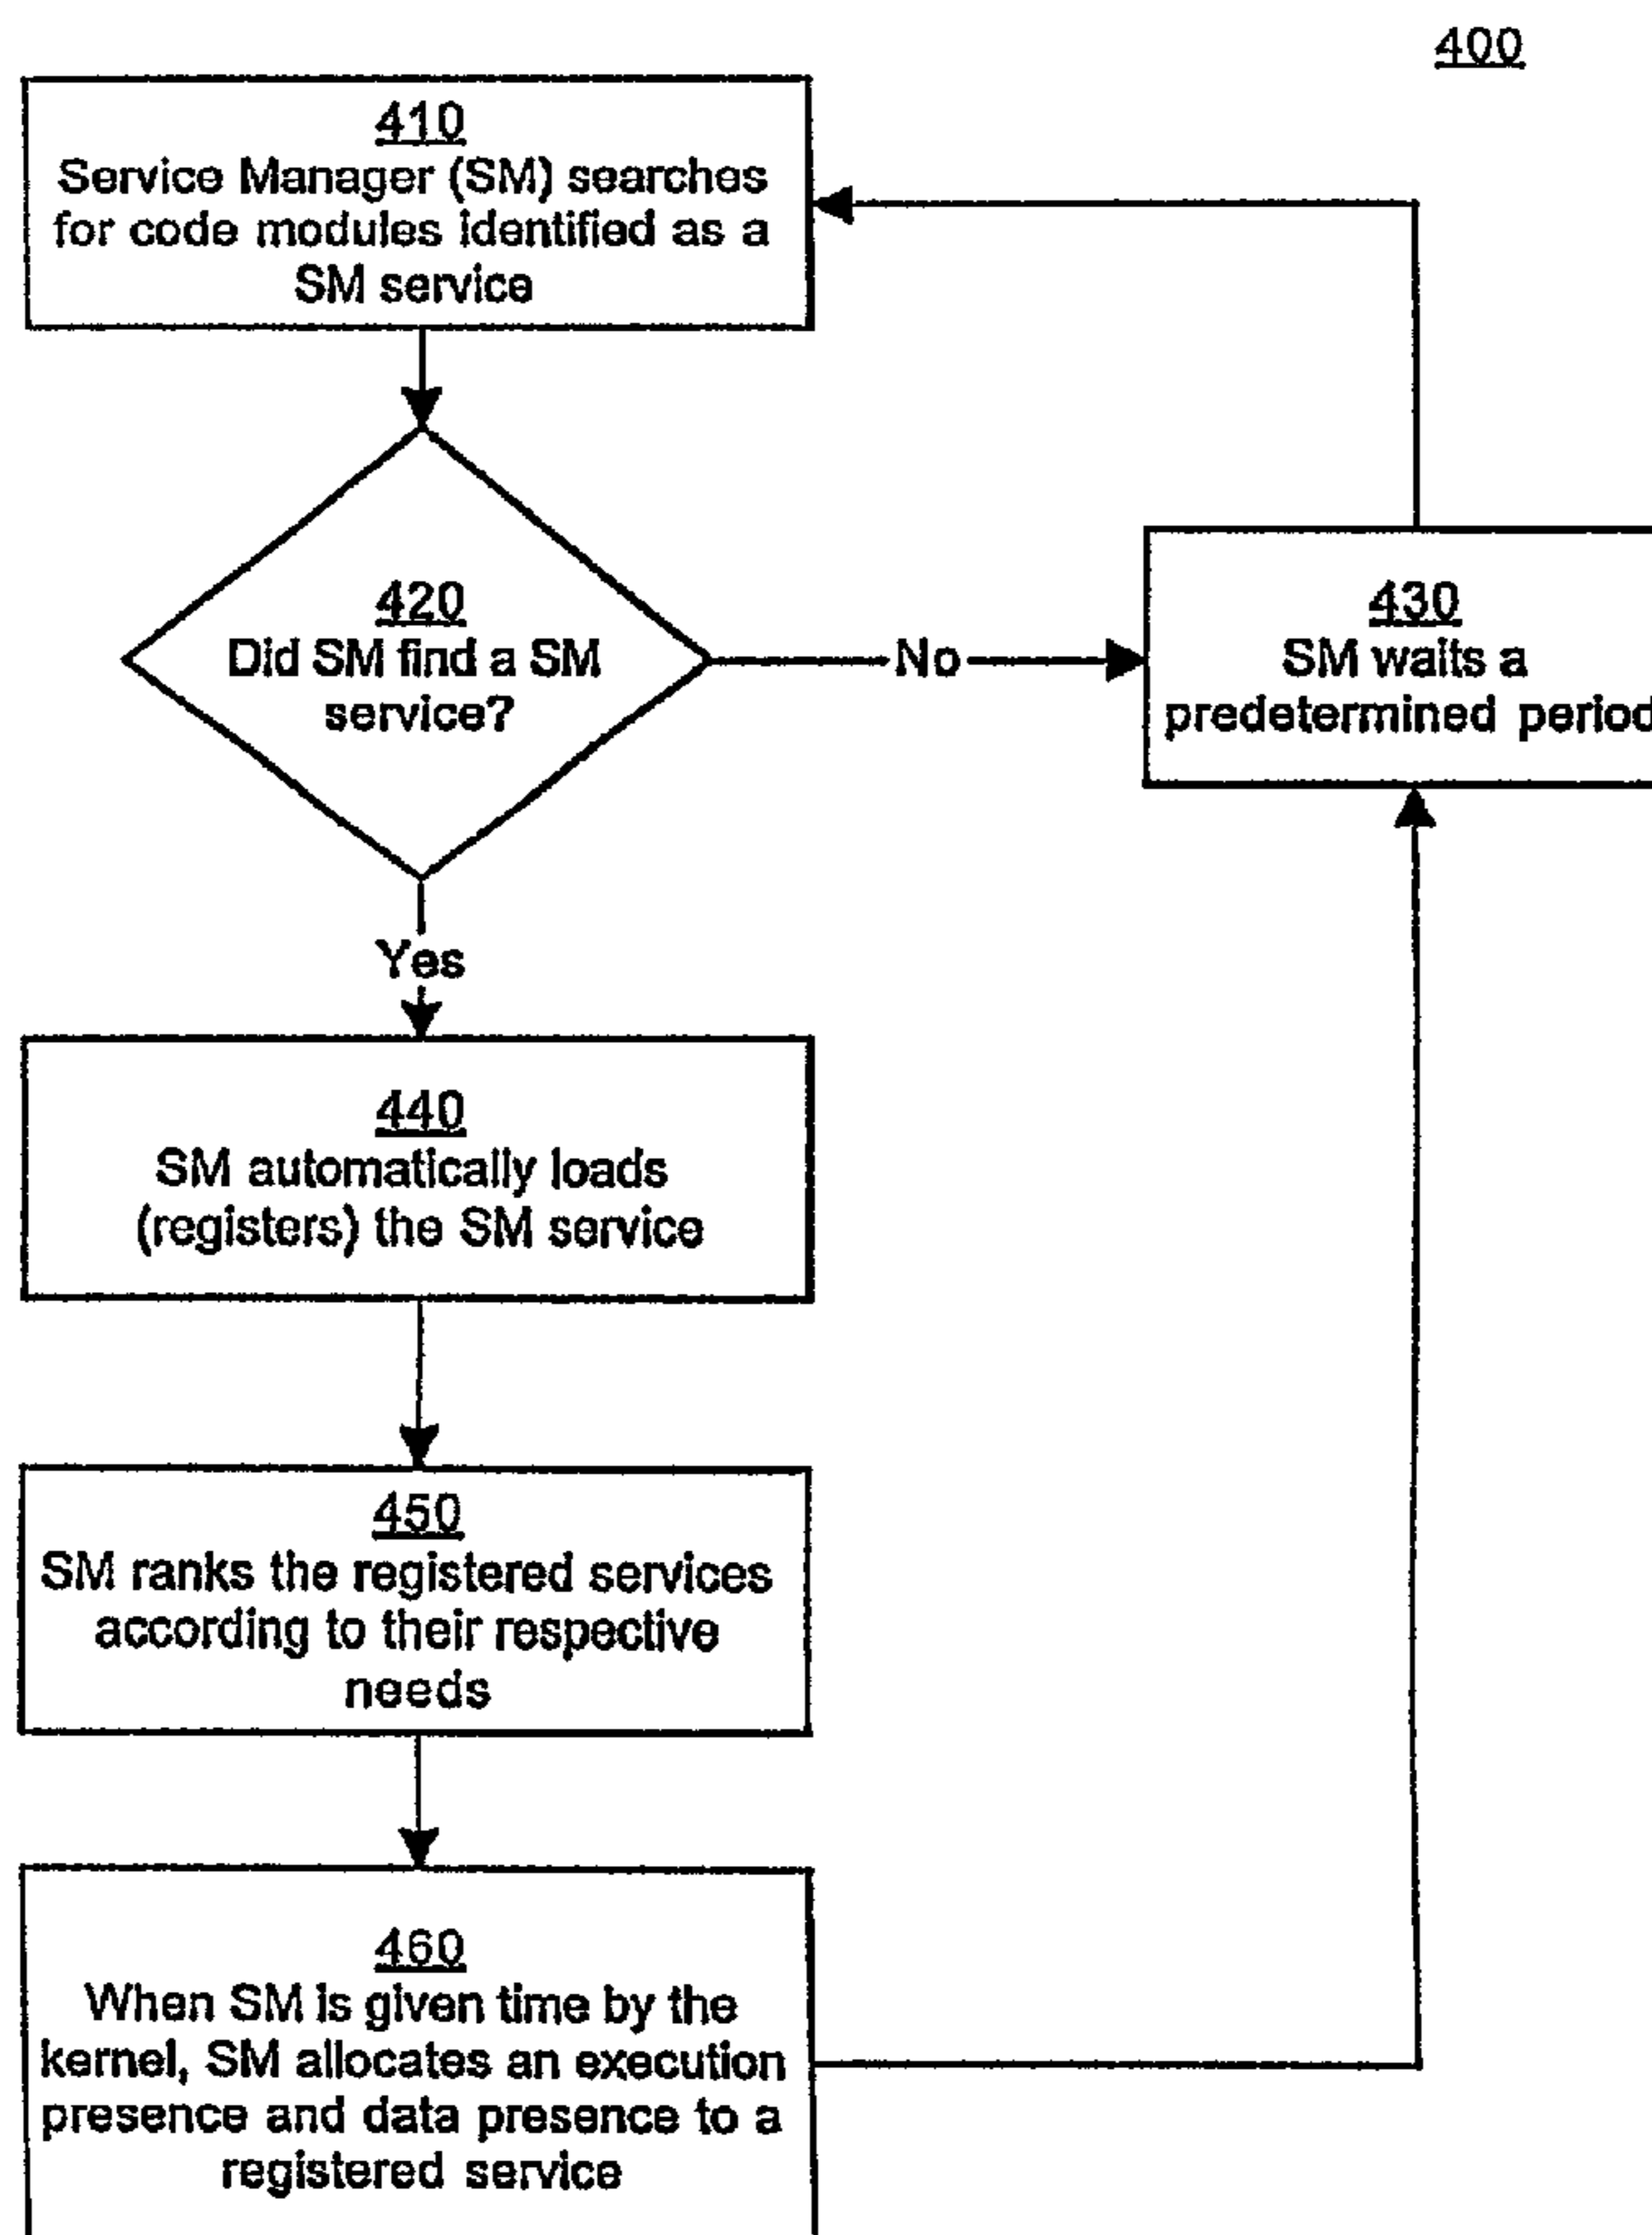 400
410
Service Manager (SM) searches
for code modules identified as a
SM service
420
Did SM find a SM
service?
No
430
SM waits a
predetermined period
Yes
440
SM automatically loads
(registers) the SM service
450
SM ranks the registered services
according to their respective
needs
460
When SM is given time by the
kernel, SM allocates an execution
presence and data presence to a
registered service